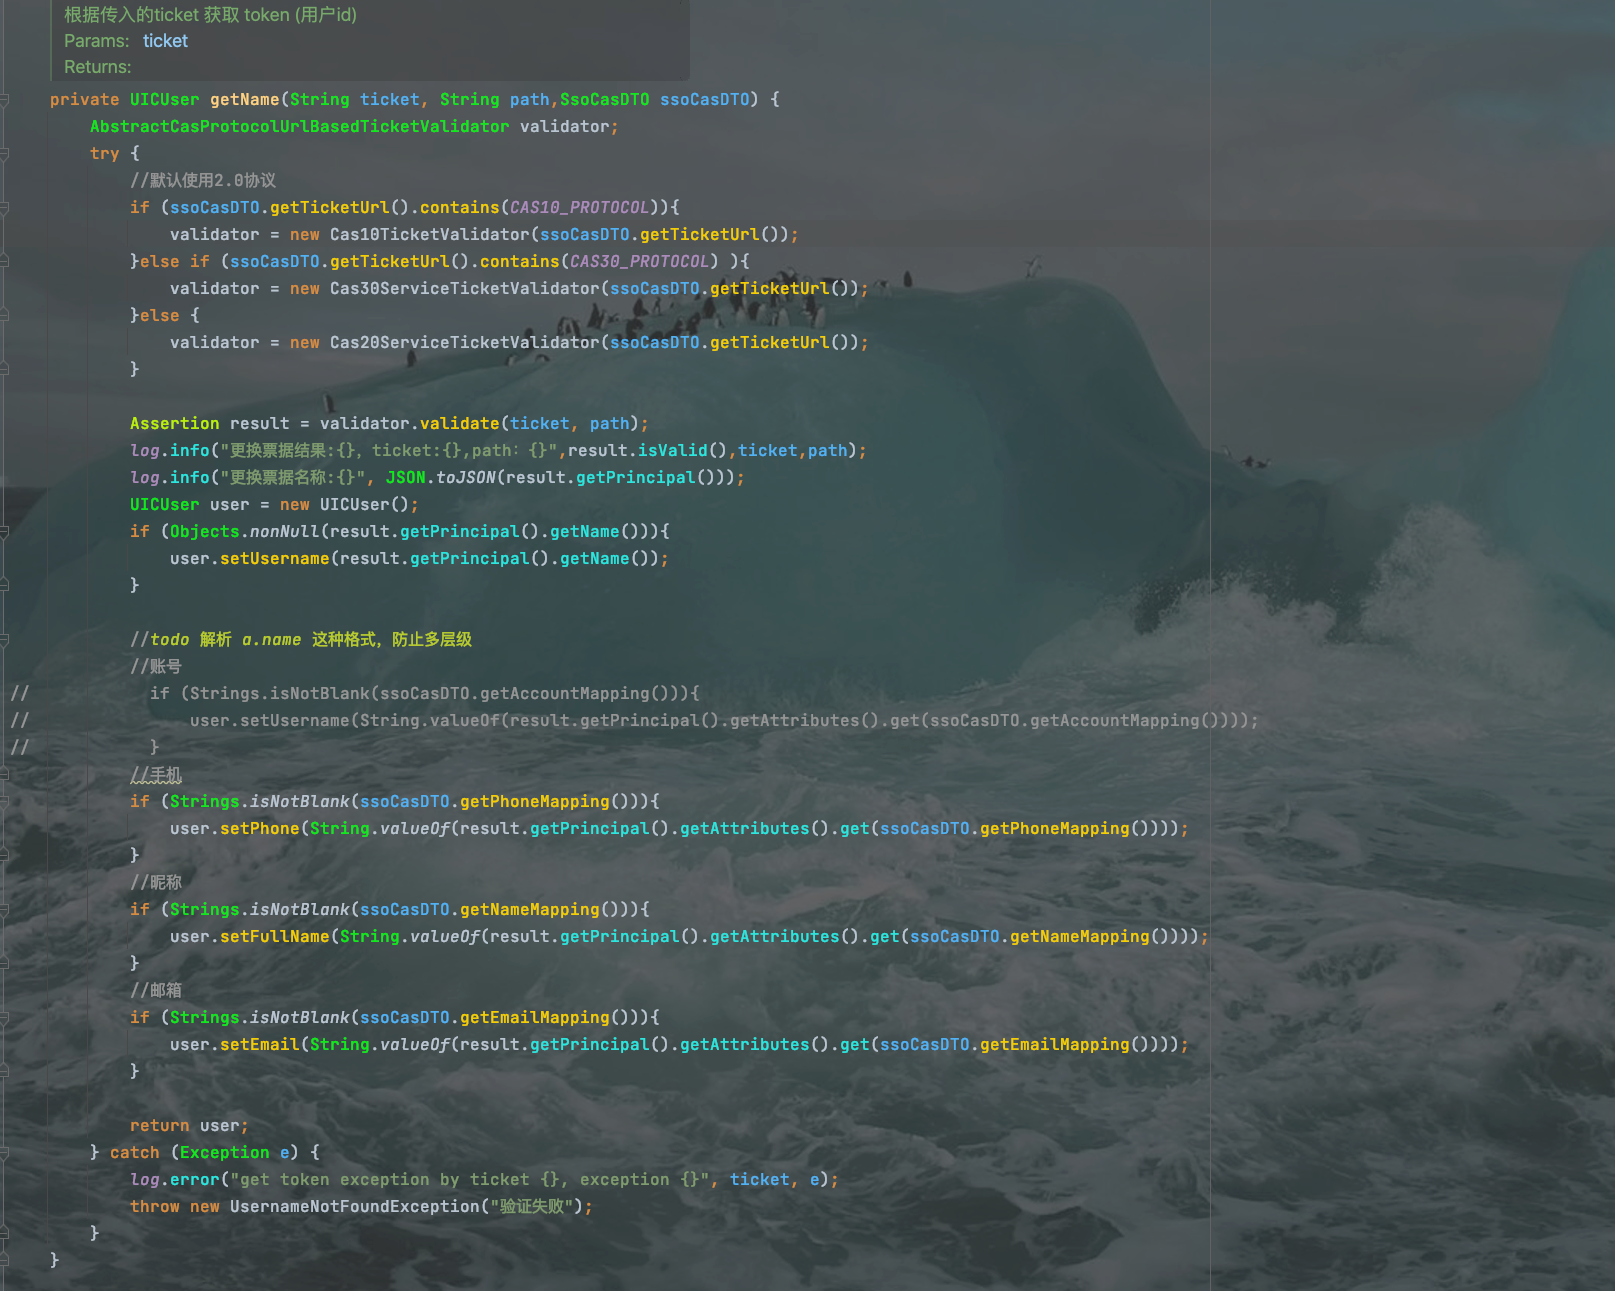 根据传入的ticket 获取 token (用户id)
Params: ticket
Returns:
private UICUser getName(String ticket, String path,SsoCasDTO ssoCasDTO) {
AbstractCasProtocolUrlBasedTicketValidator validator;
try {
//默认使用2.0协议
if (ssoCasDTO.getTicketUrl().contains(CAS10_PROTOCOL)){
validator = new Cas10TicketValidator(ssoCasDTO.getTicketUrl());
}else if (ssoCasDTO.getTicketUrl().contains(CAS30_PROTOCOL) ){
validator = new Cas30ServiceTicketValidator(ssoCasDTO.getTicketUrl());
}else {
validator = new Cas20ServiceTicketValidator(ssoCasDTO.getTicketUrl());
}
Assertion result = validator.validate(ticket, path);
log.info("更换票据结果:{}, ticket:{},path: {}",result.isValid(),ticket,path);
log.info("更换票据名称:{}", JSON.toJSON(result.getPrincipal()));
UICUser user = new UICUser();
if (Objects.nonNull(result.getPrincipal().getName())){
user.setUsername(result.getPrincipal().getName());
}
//todo 解析 a.name 这种格式，防止多层级
//账号
// if (Strings.isNotBlank(ssoCasDTO.getAccountMapping())){
// user.setUsername(String.valueOf(result.getPrincipal().getAttributes().get(ssoCasDTO.getAccountMapping())));
// }
//手机
if (Strings.isNotBlank(ssoCasDTO.getPhoneMapping())){
user.setPhone(String.valueOf(result.getPrincipal().getAttributes().get(ssoCasDTO.getPhoneMapping())));
}
//昵称
if (Strings.isNotBlank(ssoCasDTO.getNameMapping())){
user.setFullName(String.valueOf(result.getPrincipal().getAttributes().get(ssoCasDTO.getNameMapping())));
}
//邮箱
if (Strings.isNotBlank(ssoCasDTO.getEmailMapping())){
user.setEmail(String.valueOf(result.getPrincipal().getAttributes().get(ssoCasDTO.getEmailMapping())));
}
return user;
} catch (Exception e) {
log.error("get token exception by ticket {}, exception {}", ticket, e);
throw new UsernameNotFoundException("验证失败");
}
}